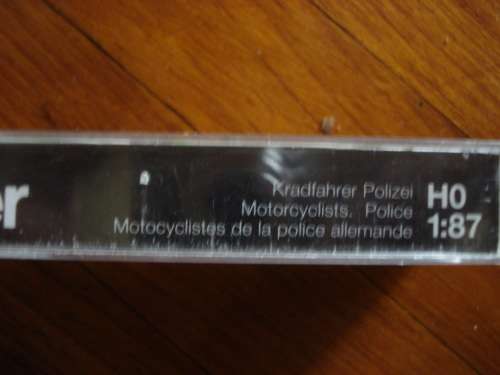 er
Kradfahrer Polizei
Motorcyclists. Police
Motocyclistes de la police allemande
H0
1:87